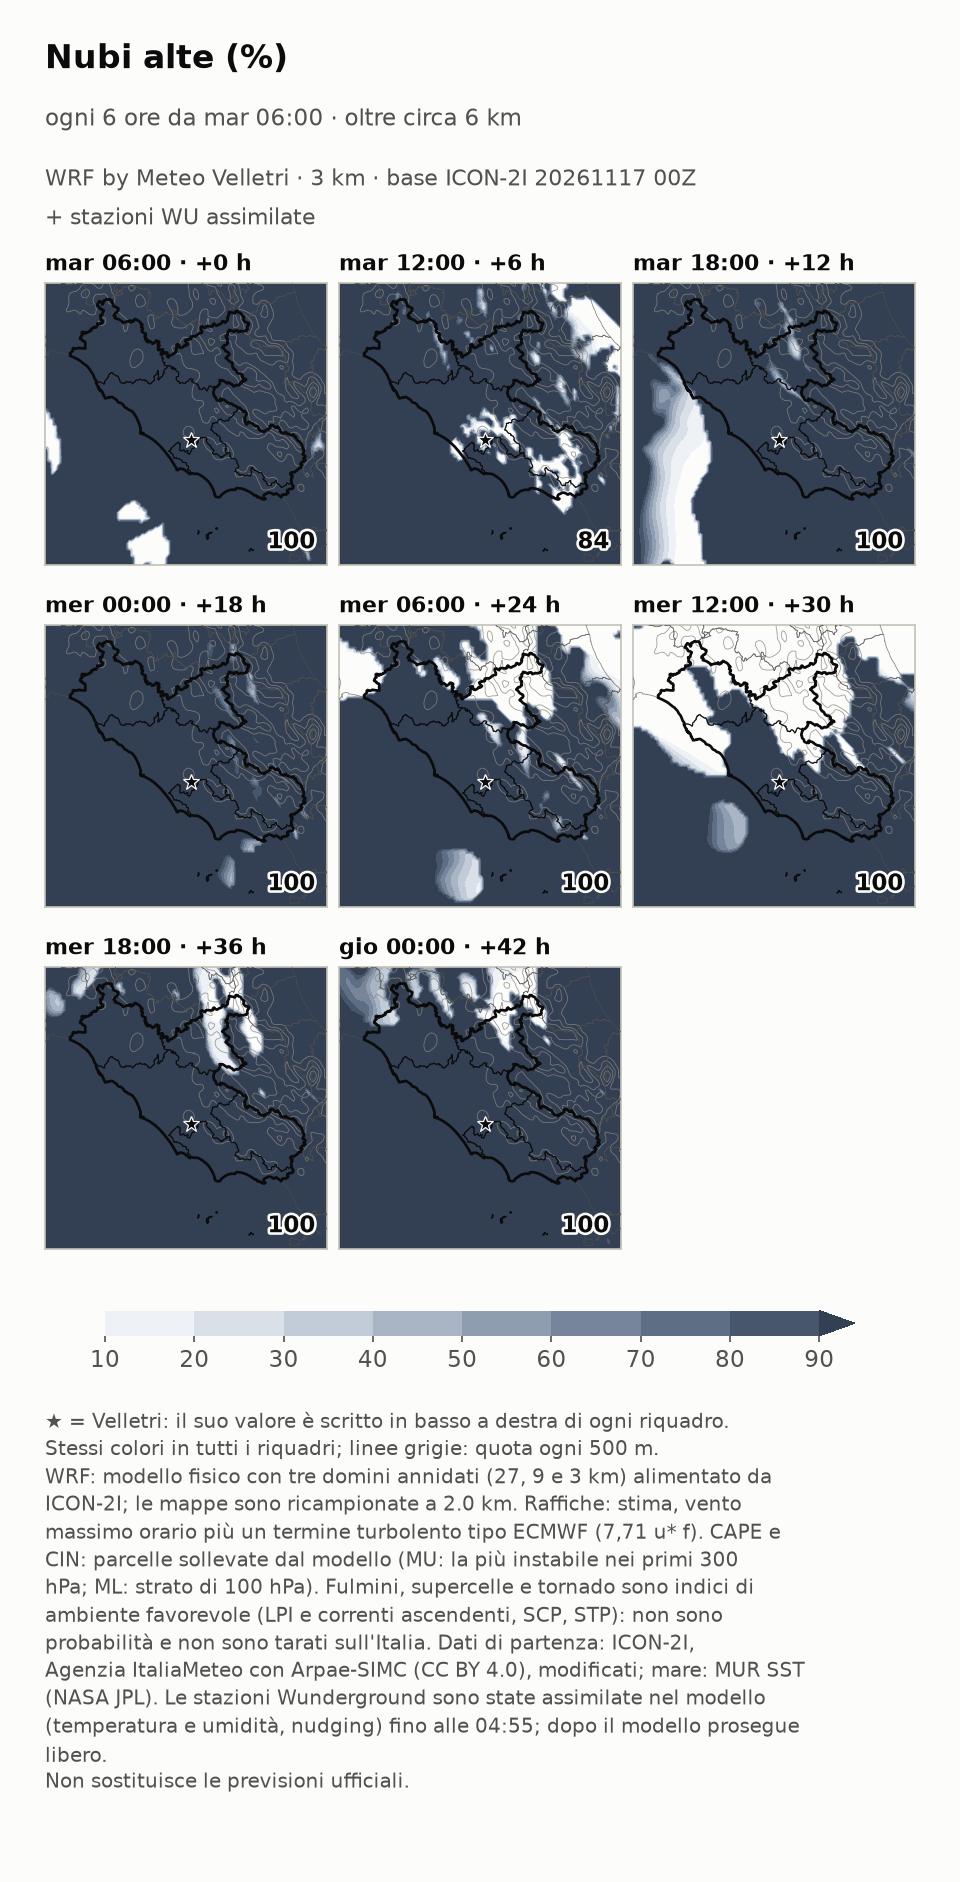 Nubi alte (%)
ogni 6 ore da mar 06:00 · oltre circa 6 km
WRF by Meteo Velletri · 3 km · base ICON-2I 20261117 00Z
+ stazioni WU assimilate
mar 06:00 · +0 h
mar 12:00 · +6 h
mar 18:00 · +12 h
100
84
100
mer 00:00 · +18 h
mer 06:00 · +24 h
mer 12:00 · +30 h
100
100
100
mer 18:00 · +36 h
gio 00:00 · +42 h
100
100
10 20 30 40 50 60 70 80 90
★ = Velletri: il suo valore è scritto in basso a destra di ogni riquadro.
Stessi colori in tutti i riquadri; linee grigie: quota ogni 500 m.
WRF: modello fisico con tre domini annidati (27, 9 e 3 km) alimentato da
ICON-2I; le mappe sono ricampionate a 2.0 km. Raffiche: stima, vento
massimo orario più un termine turbolento tipo ECMWF (7,71 u* f). CAPE e
CIN: parcelle sollevate dal modello (MU: la più instabile nei primi 300
hPa; ML: strato di 100 hPa). Fulmini, supercelle e tornado sono indici di
ambiente favorevole (LPI e correnti ascendenti, SCP, STP): non sono
probabilità e non sono tarati sull'Italia. Dati di partenza: ICON-2I,
Agenzia ItaliaMeteo con Arpae-SIMC (CC BY 4.0), modificati; mare: MUR SST
(NASA JPL). Le stazioni Wunderground sono state assimilate nel modello
(temperatura e umidità, nudging) fino alle 04:55; dopo il modello prosegue
libero.
Non sostituisce le previsioni ufficiali.